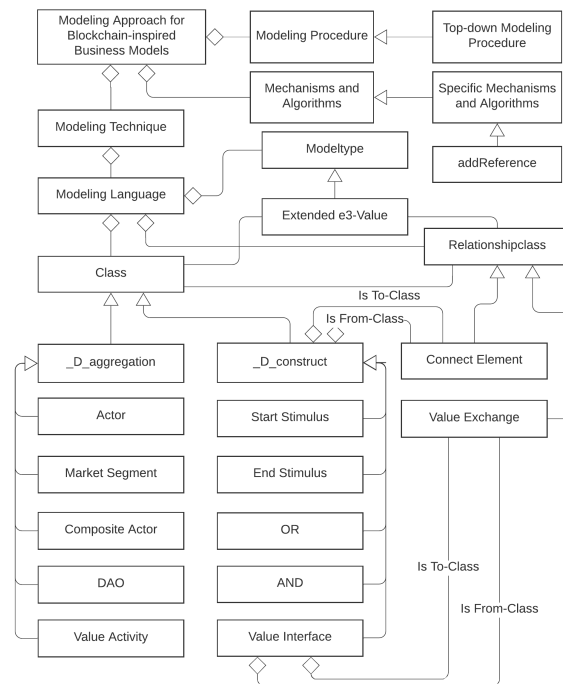 Modeling Approach for
Blockchain-inspired
Business Models
Modeling Procedure
Top-down Modeling
Procedure
Mechanisms and
Algorithms
Specific Mechanisms
and Algorithms
Modeling Technique
Modeltype
addReference
Modeling Language
Extended e3-Value
Relationshipclass
Class
Is To-Class
Is From-Class
_D_aggregation
_D_construct
Connect Element
Actor
Start Stimulus
Value Exchange
Market Segment
End Stimulus
Composite Actor
OR
Is To-Class
DAO
AND
Is From-Class
Value Activity
Value Interface